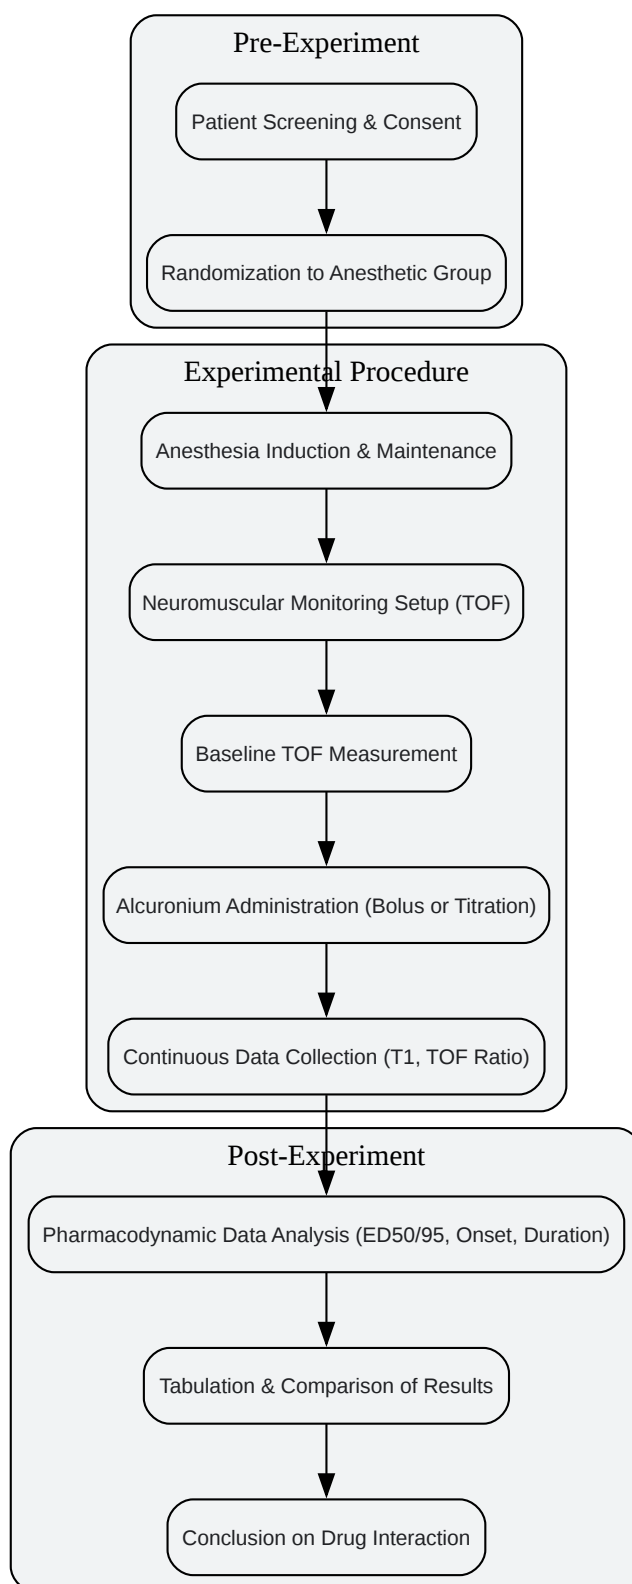 Pre-Experiment
Patient Screening & Consent
Randomization to Anesthetic Group
Experimental Procedure
Anesthesia Induction & Maintenance
Neuromuscular Monitoring Setup (TOF)
Baseline TOF Measurement
Alcuronium Administration (Bolus or Titration)
Continuous Data Collection (T1, TOF Ratio)
Post-Experiment
Pharmacodynamic Data Analysis (ED50/95, Onset, Duration)
Tabulation & Comparison of Results
Conclusion on Drug Interaction